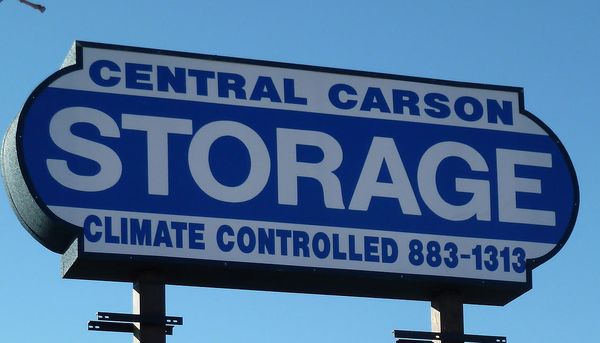 CENTRAL CARSON
STORAGE
CLIMATE CONTROLLED 883-1313